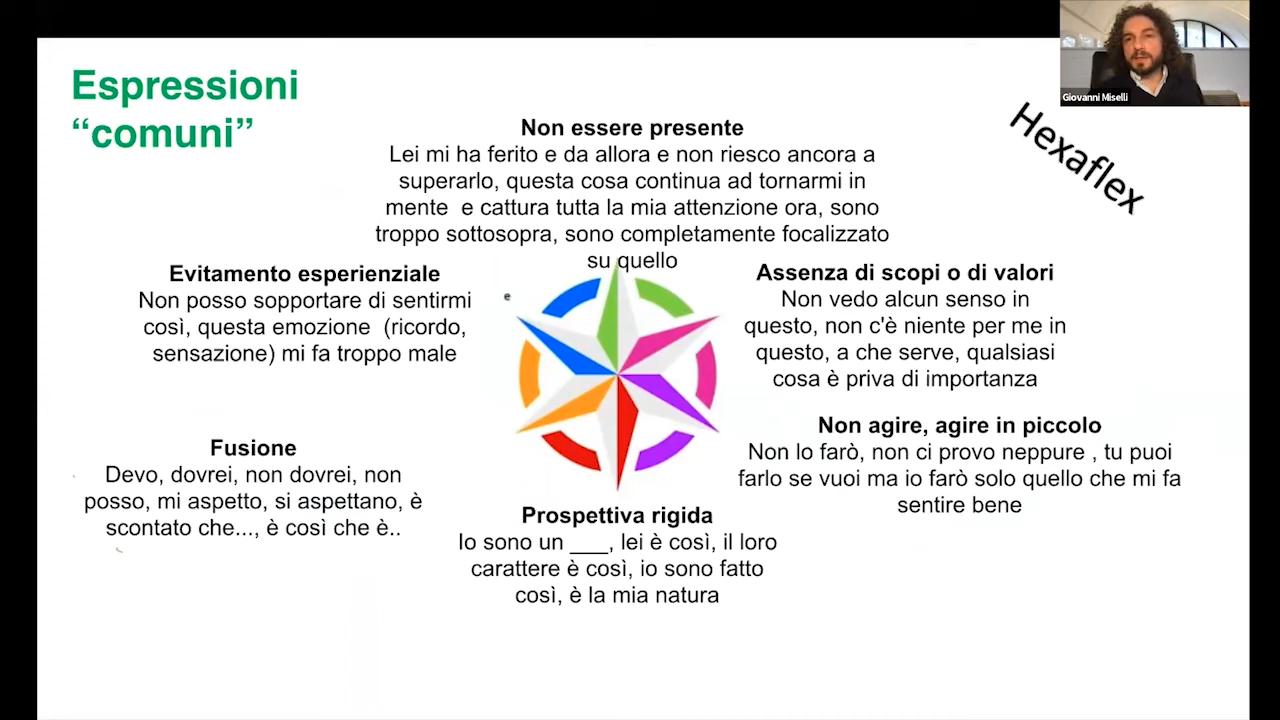 Espressioni
“comuni”
Giovanni Miselli
Hexaflex
Non essere presente
Lei mi ha ferito e da allora e non riesco ancora a
superarlo, questa cosa continua ad tornarmi in
mente  e cattura tutta la mia attenzione ora, sono
troppo sottosopra, sono completamente focalizzato
su quello
Evitamento esperienziale
Non posso sopportare di sentirmi
così, questa emozione  (ricordo,
sensazione) mi fa troppo male
e
Assenza di scopi o di valori
Non vedo alcun senso in
questo, non c'è niente per me in
questo, a che serve, qualsiasi
cosa è priva di importanza
Non agire, agire in piccolo
Non lo farò, non ci provo neppure , tu puoi
farlo se vuoi ma io farò solo quello che mi fa
sentire bene
Fusione
Devo, dovrei, non dovrei, non
posso, mi aspetto, si aspettano, è
scontato che..., è così che è..
Prospettiva rigida
Io sono un ___, lei è così, il loro
carattere è così, io sono fatto
così, è la mia natura